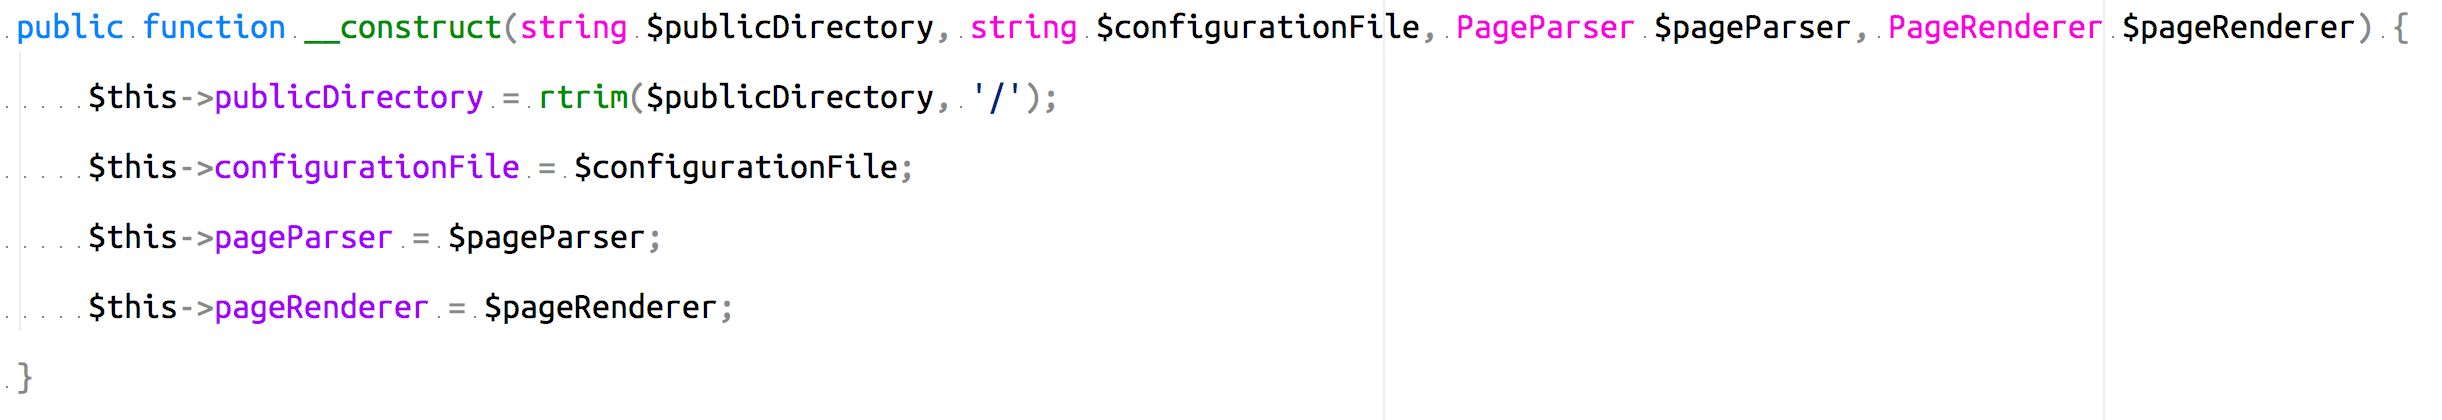 public function __construct(string $publicDirectory, string $configurationFile, PageParser $pageParser, PageRenderer $pageRenderer) {
    $this->publicDirectory = rtrim($publicDirectory, '/');
    $this->configurationFile = $configurationFile;
    $this->pageParser = $pageParser;
    $this->pageRenderer = $pageRenderer;
}